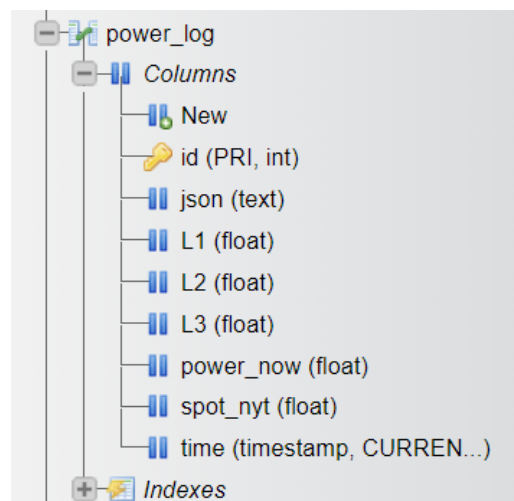 power_log
Columns
New
id (PRI, int)
json (text)
L1 (float)
L2 (float)
L3 (float)
power_now (float)
spot_nyt (float)
time (timestamp, CURREN...)
Indexes